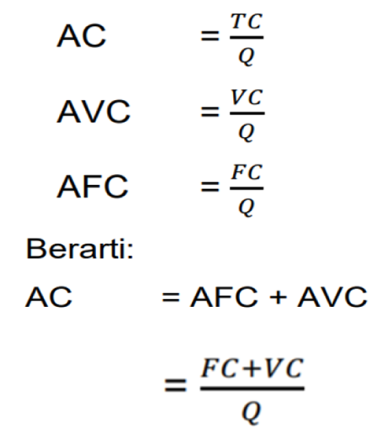 AC = TC/Q
AVC = VC/Q
AFC = FC/Q
Berarti:
AC = AFC + AVC
= FC+VC/Q